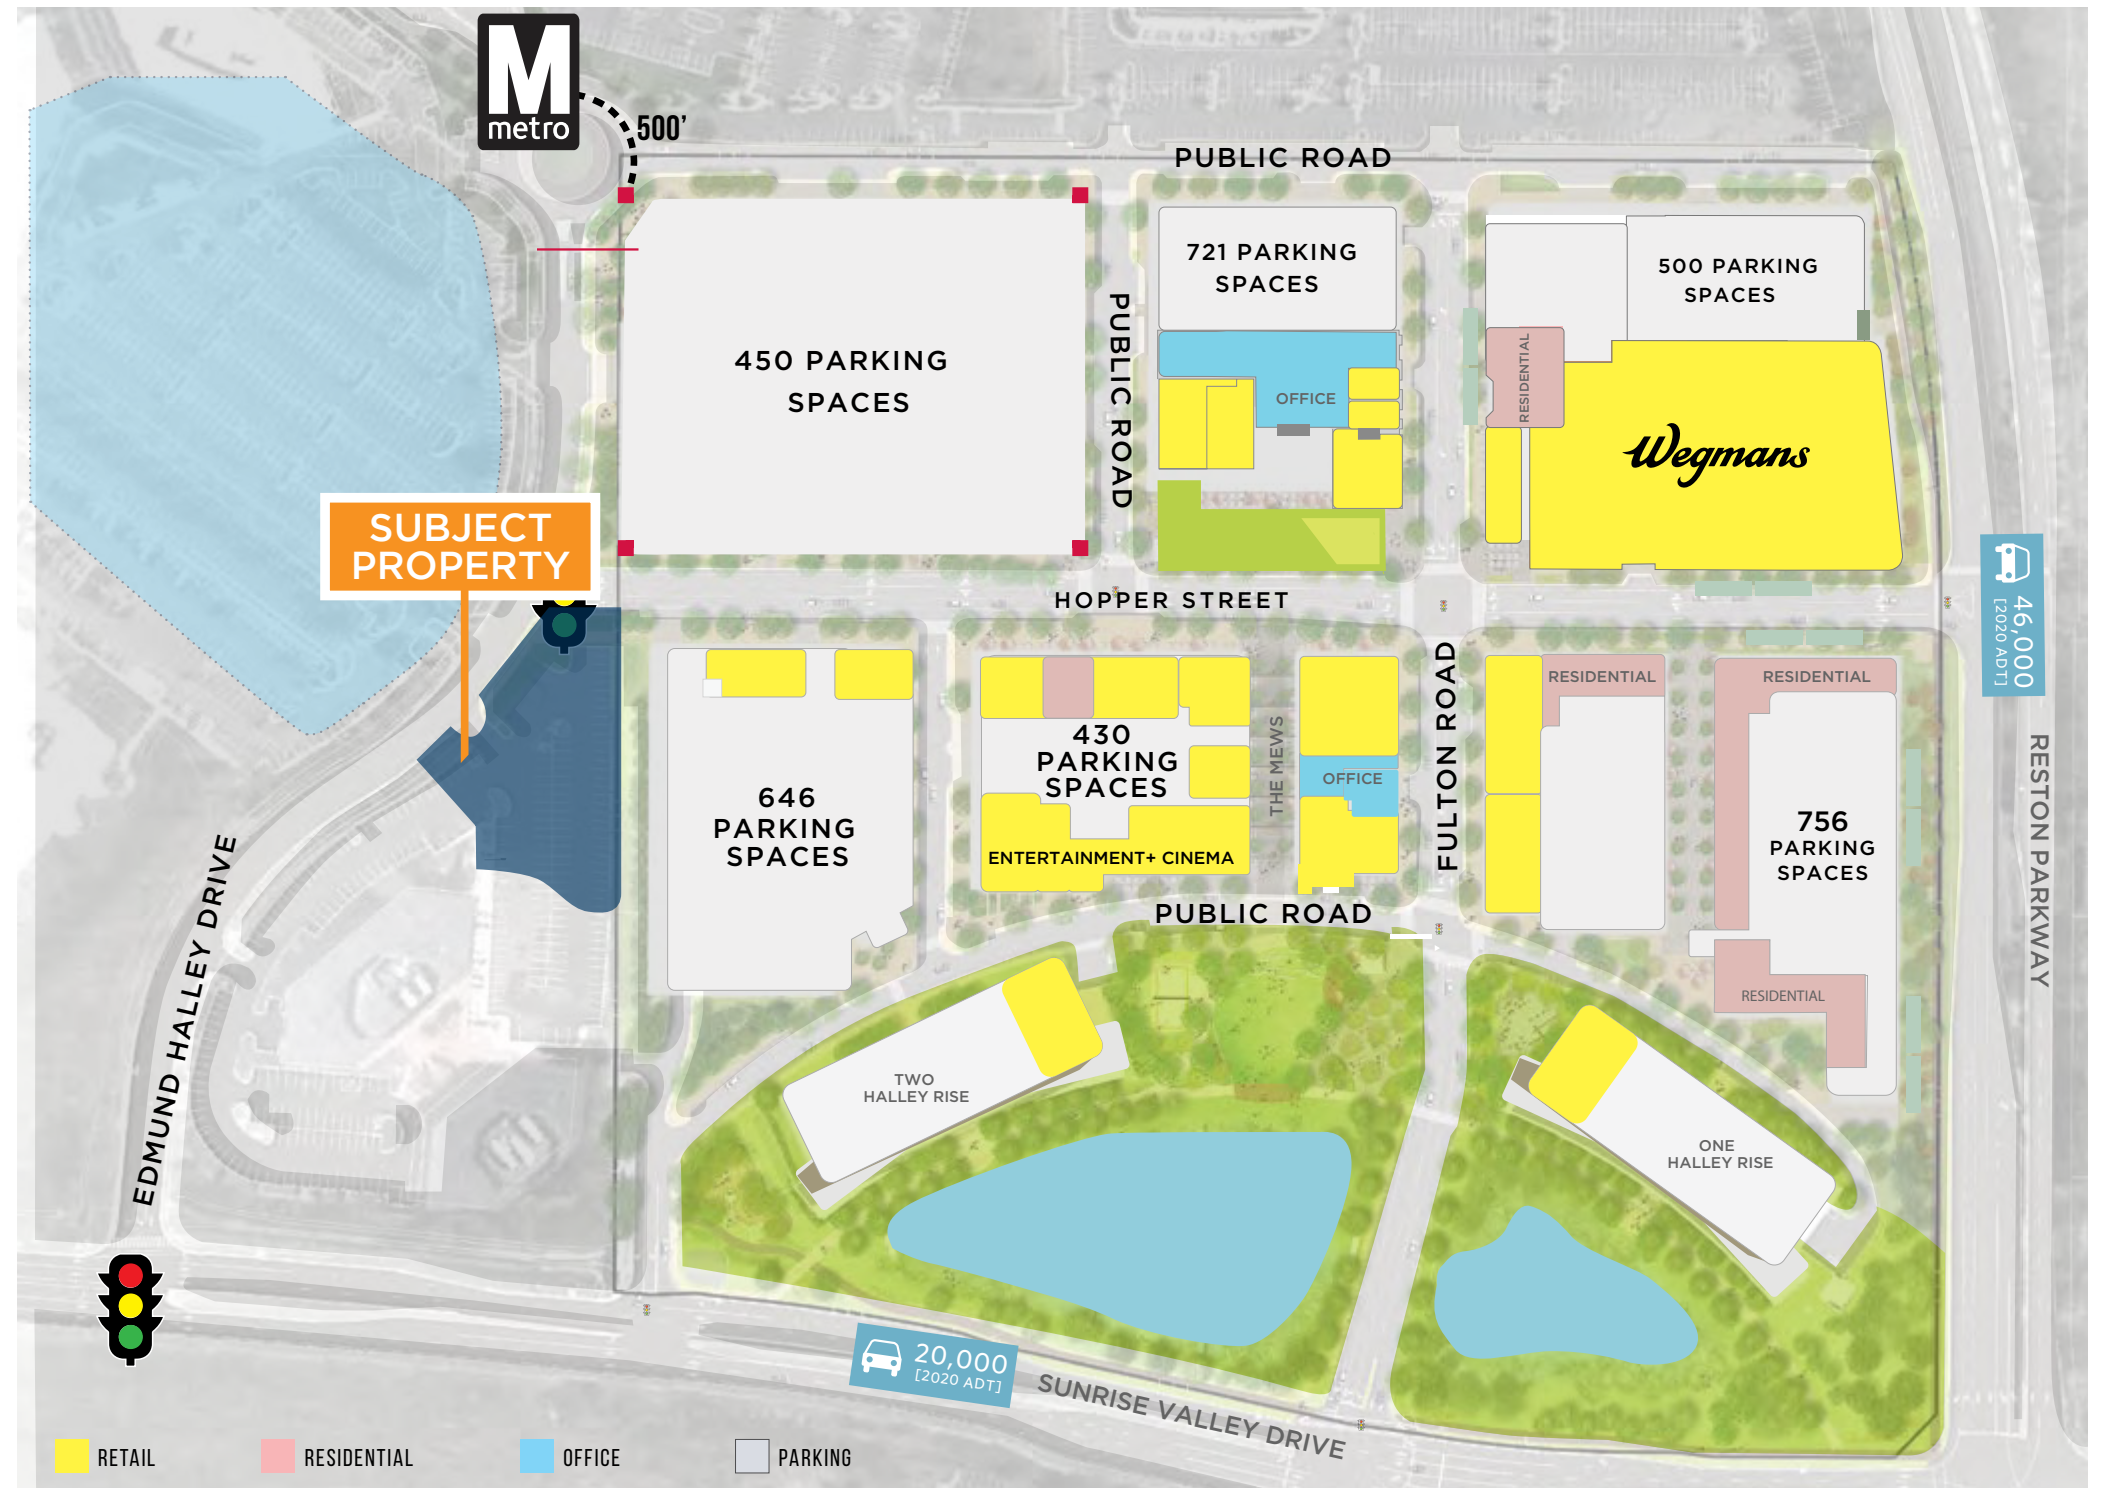 M
metro
500'
PUBLIC ROAD
721 PARKING
SPACES
500 PARKING
SPACES
450 PARKING
SPACES
PUBLIC ROAD
OFFICE
RESIDENTIAL
Wegmans
SUBJECT
PROPERTY
HOPPER STREET
46,000
[2020 ADT]
RESIDENTIAL
RESIDENTIAL
430
PARKING
SPACES
THE MEWS
OFFICE
FULTON ROAD
646
PARKING
SPACES
756
PARKING
SPACES
ENTERTAINMENT+ CINEMA
RESTON PARKWAY
PUBLIC ROAD
EDMUND HALLEY DRIVE
RESIDENTIAL
TWO
HALLEY RISE
ONE
HALLEY RISE
20,000
[2020 ADT]
SUNRISE VALLEY DRIVE
RETAIL
RESIDENTIAL
OFFICE
PARKING